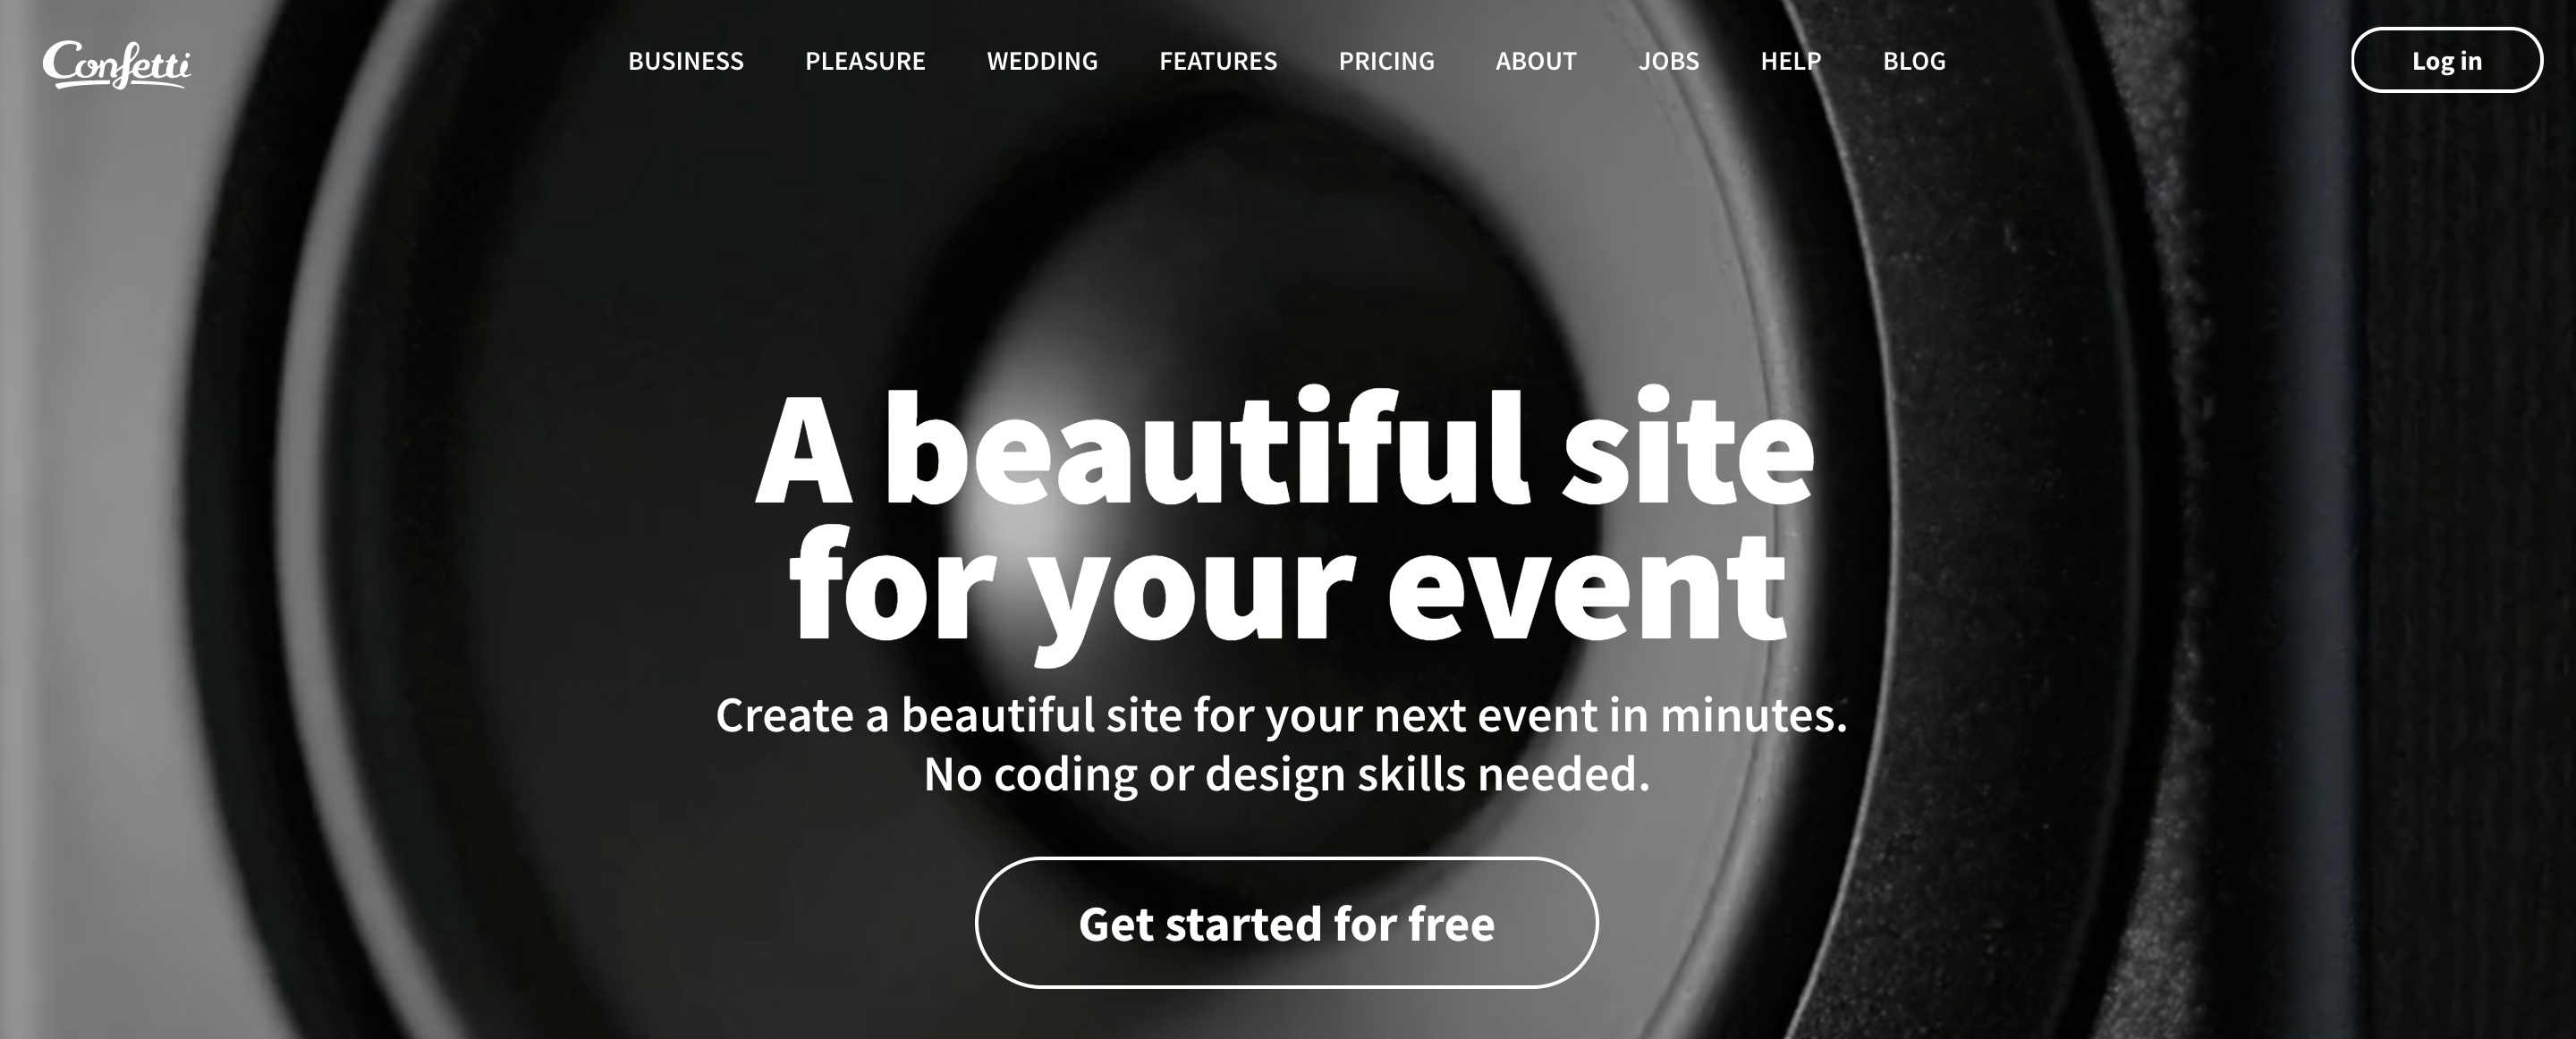 Confetti
BUSINESS PLEASURE WEDDING FEATURES PRICING ABOUT JOBS HELP BLOG
Log in
A beautiful site
for your event
Create a beautiful site for your next event in minutes.
No coding or design skills needed.
Get started for free